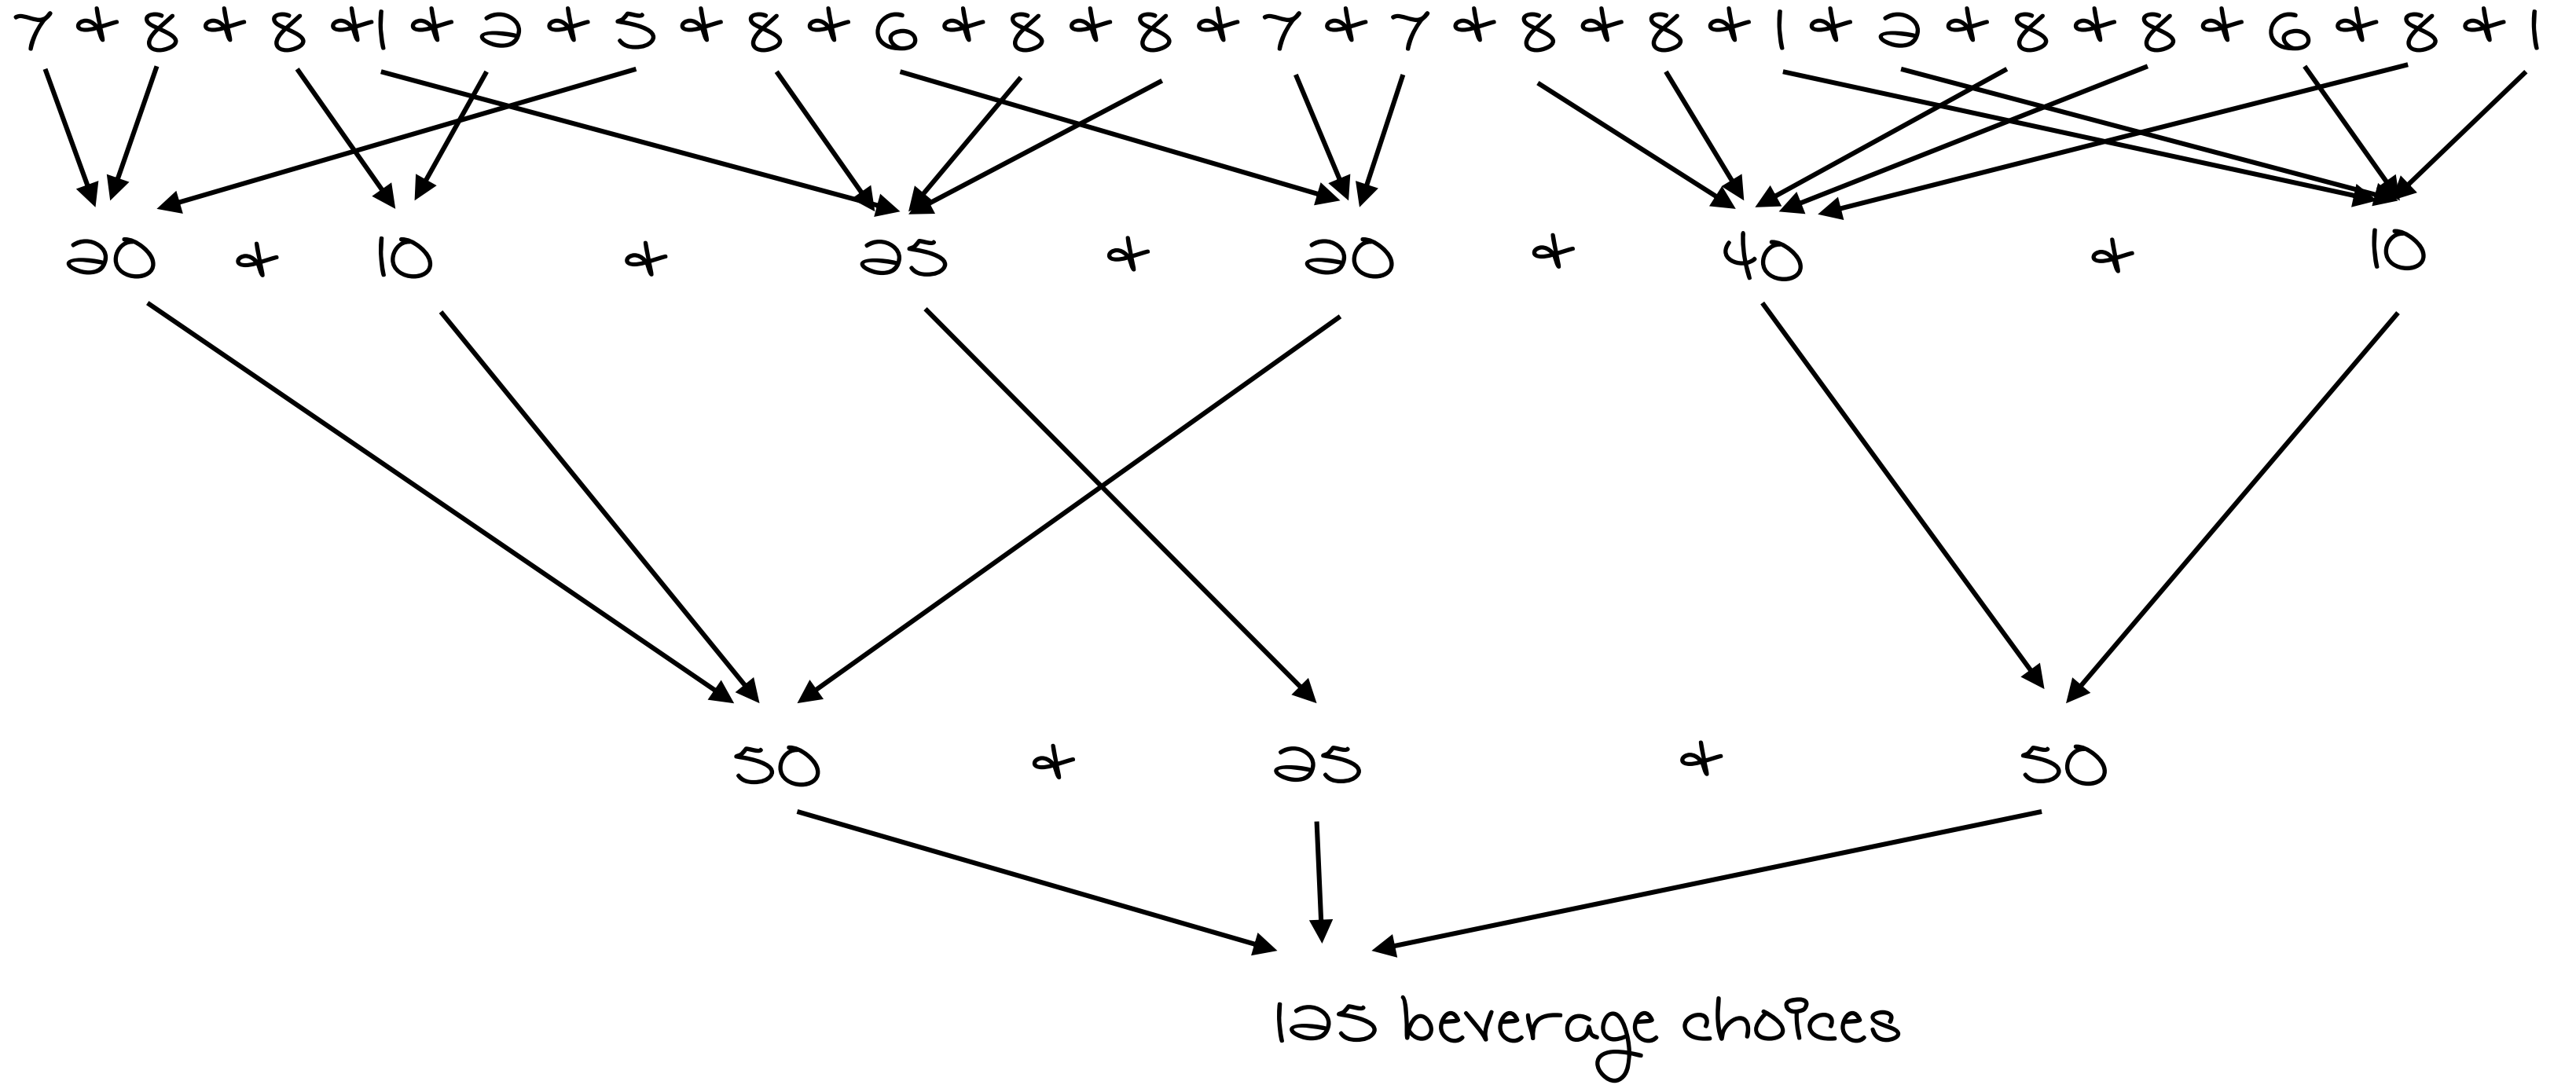 7 + 8 + 8 + 1 + 2 + 5 + 8 + 6 + 8 + 8 + 7 + 7 + 8 + 8 + 1 + 2 + 8 + 8 + 6 + 8 + 1
20 + 10 + 25 + 20 + 40 + 10
50 + 25 + 50
125 beverage choices